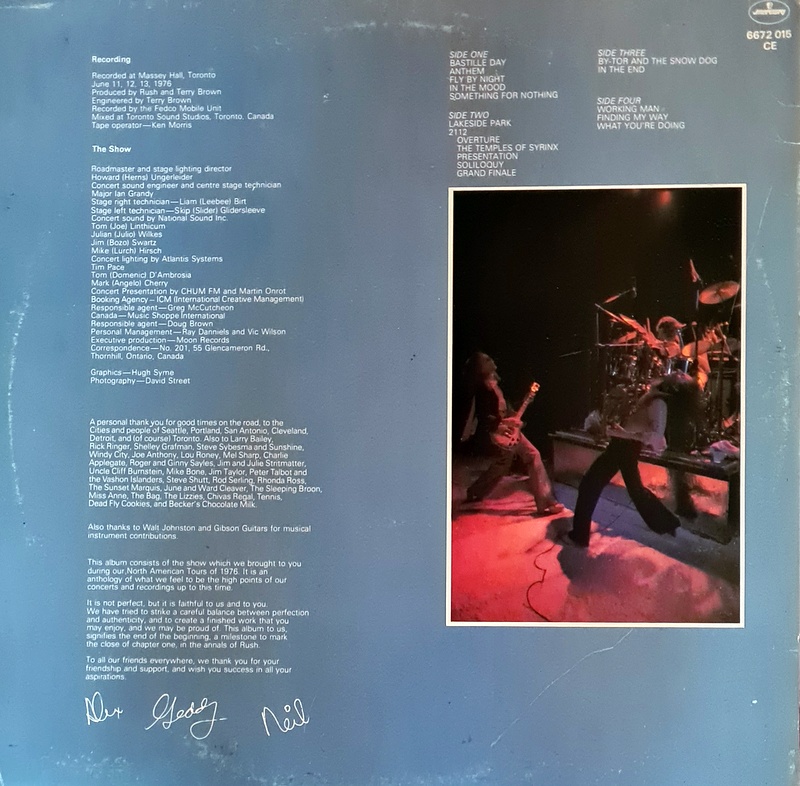 Recording
Recorded at Massey Hall, Toronto
June 11, 12, 13, 1976
Produced by Rush and Terry Brown
Engineered by Terry Brown
Recorded by the Fedco Mobile Unit
Mixed at Toronto Sound Studios, Toronto, Canada
Tape operator—Ken Morris
The Show
Roadmaster and stage lighting director
Howard (Herns) Ungerleider
Concert sound engineer and centre stage technician
Major Ian Grandy
Stage right technician—Liam (Leebee) Birt
Stage left technician—Skip (Slider) Glidersleeve
Concert sound by National Sound Inc.
Tom (Joe) Linthicum
Julian (Julio) Wilkes
Jim (Bozo) Swartz
Mike (Lurch) Hirsch
Concert lighting by Atlantis Systems
Tim Pace
Tom (Domenic) D'Ambrosia
Mark (Angelo) Cherry
Concert Presentation by CHUM FM and Martin Onrot
Booking Agency—ICM (International Creative Management)
Responsible agent—Greg McCutcheon
Canada—Music Shoppe International
Responsible agent—Doug Brown
Personal Management—Ray Danniels and Vic Wilson
Executive production—Moon Records
Correspondence—No. 201, 55 Glencameron Rd.,
Thornhill, Ontario, Canada
Graphics—Hugh Syme
Photography—David Street
A personal thank you for good times on the road, to the
Cities and people of Seattle, Portland, San Antonio, Cleveland,
Detroit, and (of course) Toronto. Also to Larry Bailey,
Rick Ringer, Shelley Grafman, Steve Sybesma and Sunshine,
Windy City, Joe Anthony, Lou Roney, Mel Sharp, Charlie
Applegate, Roger and Ginny Sayles, Jim and Julie Stritmatter,
Uncle Cliff Burnstein, Mike Bone, Jim Taylor, Peter Talbot and
the Vashon Islanders, Steve Shutt, Rod Serling, Rhonda Ross,
The Sunset Marquis, June and Ward Cleaver, The Sleeping Broon,
Miss Anne, The Bag, The Lizzies, Chivas Regal, Tennis,
Dead Fly Cookies, and Becker's Chocolate Milk.
Also thanks to Walt Johnston and Gibson Guitars for musical
instrument contributions.
This album consists of the show which we brought to you
during our North American Tours of 1976. It is an
anthology of what we feel to be the high points of our
concerts and recordings up to this time.
It is not perfect, but it is faithful to us and to you.
We have tried to strike a careful balance between perfection
and authenticity, and to create a finished work that you
may enjoy, and we may be proud of. This album to us,
signifies the end of the beginning, a milestone to mark
the close of chapter one, in the annals of Rush.
To all our friends everywhere, we thank you for your
friendship and support, and wish you success in all your
aspirations.
Alex Geddy Neil
SIDE ONE
BASTILLE DAY
ANTHEM
FLY BY NIGHT
IN THE MOOD
SOMETHING FOR NOTHING
SIDE TWO
LAKESIDE PARK
2112
OVERTURE
THE TEMPLES OF SYRINX
PRESENTATION
SOLILOQUY
GRAND FINALE
SIDE THREE
BY-TOR AND THE SNOW DOG
IN THE END
SIDE FOUR
WORKING MAN
FINDING MY WAY
WHAT YOU'RE DOING
mercury
6672 015
CE